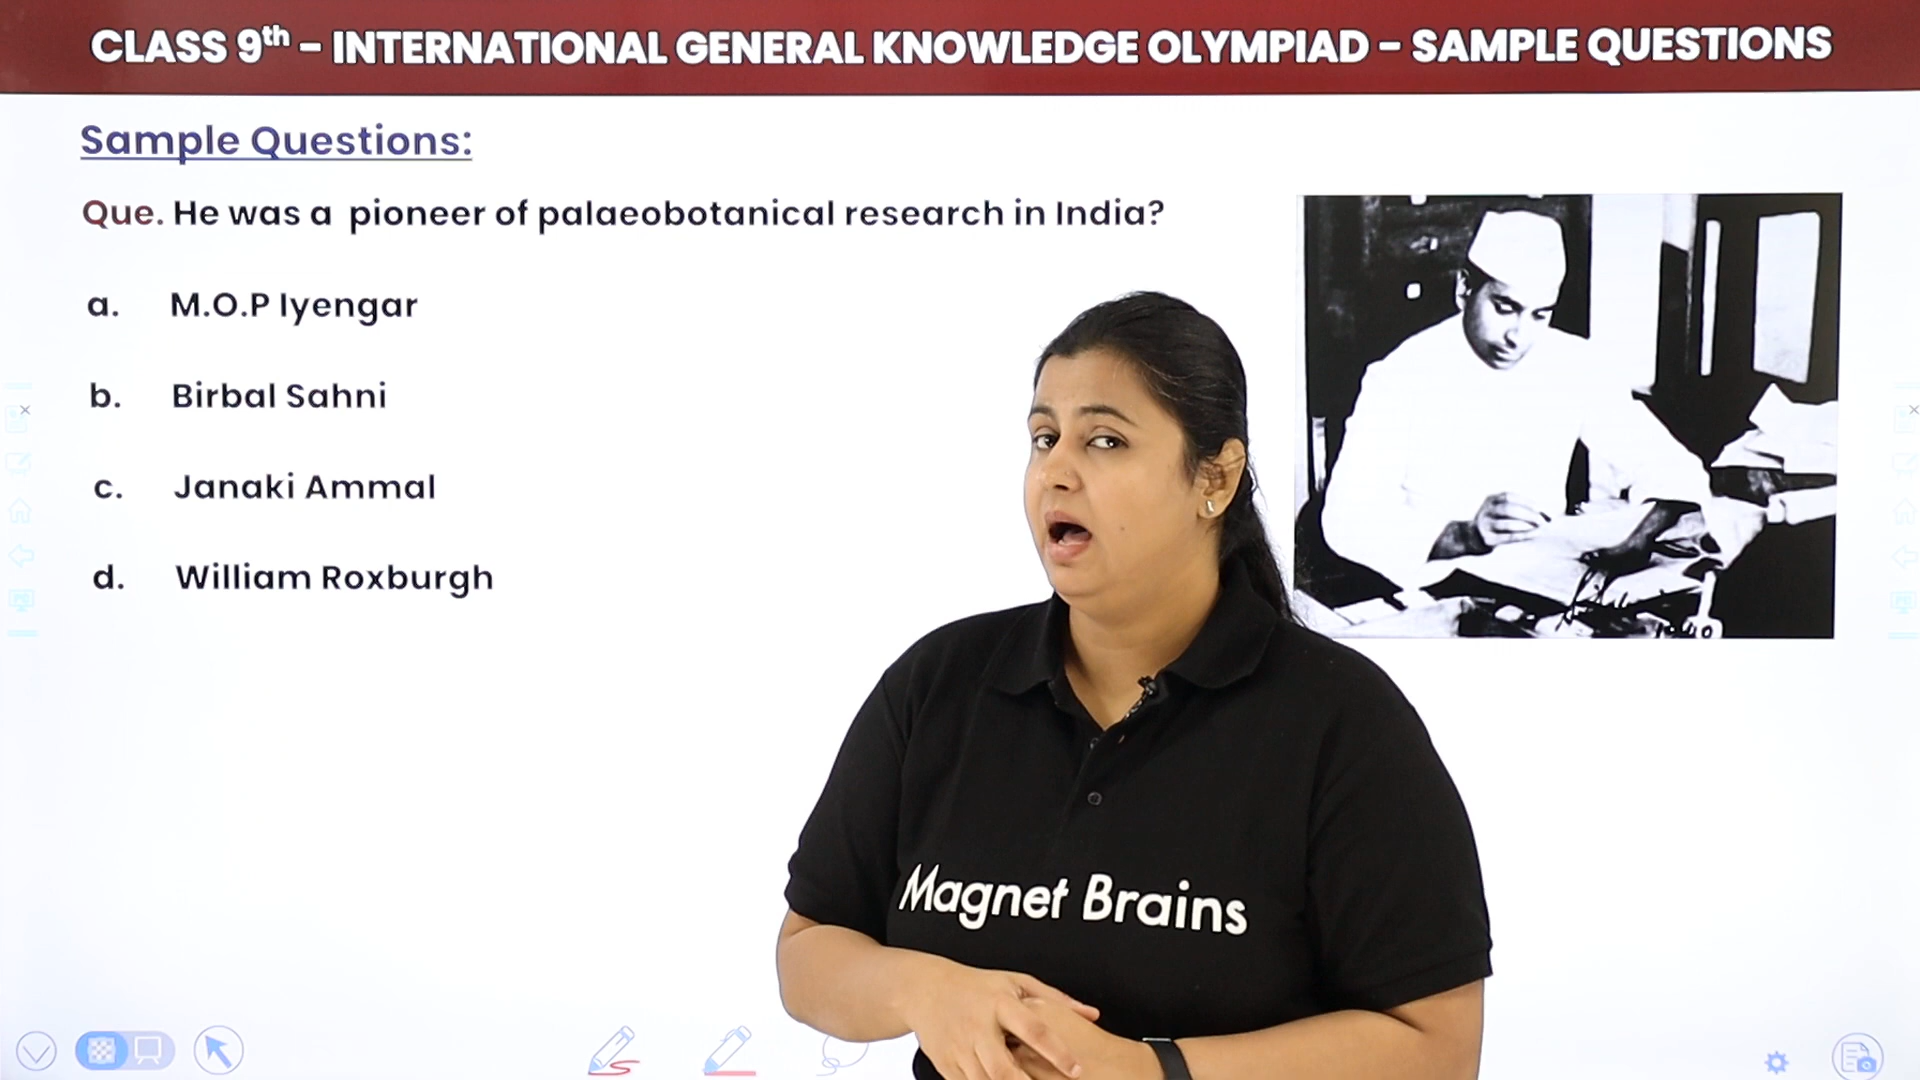 CLASS 9th – INTERNATIONAL GENERAL KNOWLEDGE OLYMPIAD – SAMPLE QUESTIONS
Sample Questions:
Que. He was a pioneer of palaeobotanical research in India?
a. M.O.P Iyengar
b. Birbal Sahni
c. Janaki Ammal
d. William Roxburgh
Magnet Brains